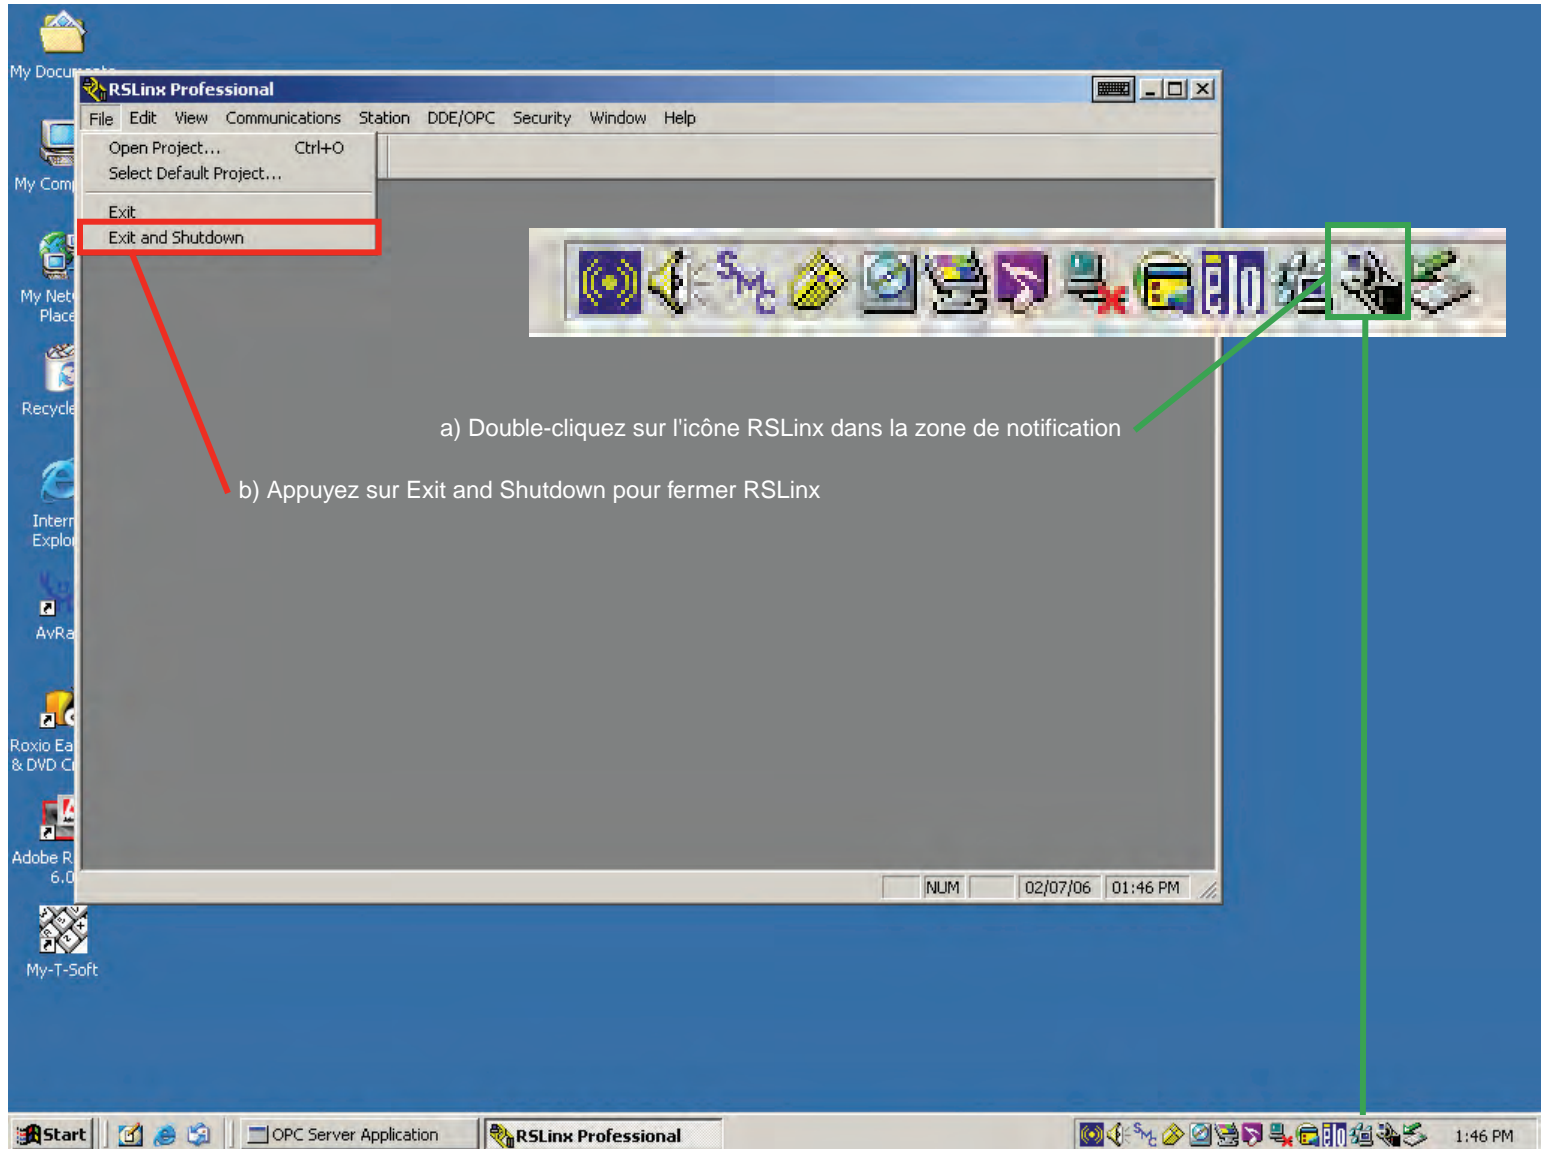 My Docum
RSLinx Professional
File Edit View Communications Station DDE/OPC Security Window Help
Open Project... Ctrl+O
Select Default Project...
Exit
Exit and Shutdown
My Com
My Net
Place
Recycle
Intern
Explo
AvRa
Roxio Ea
& DVD C
Adobe R
6.0
My-T-Soft
SMC
a) Double-cliquez sur l'icône RSLinx dans la zone de notification
b) Appuyez sur Exit and Shutdown pour fermer RSLinx
NUM 02/07/06 01:46 PM
Start OPC Server Application RSLinx Professional SMC 1:46 PM